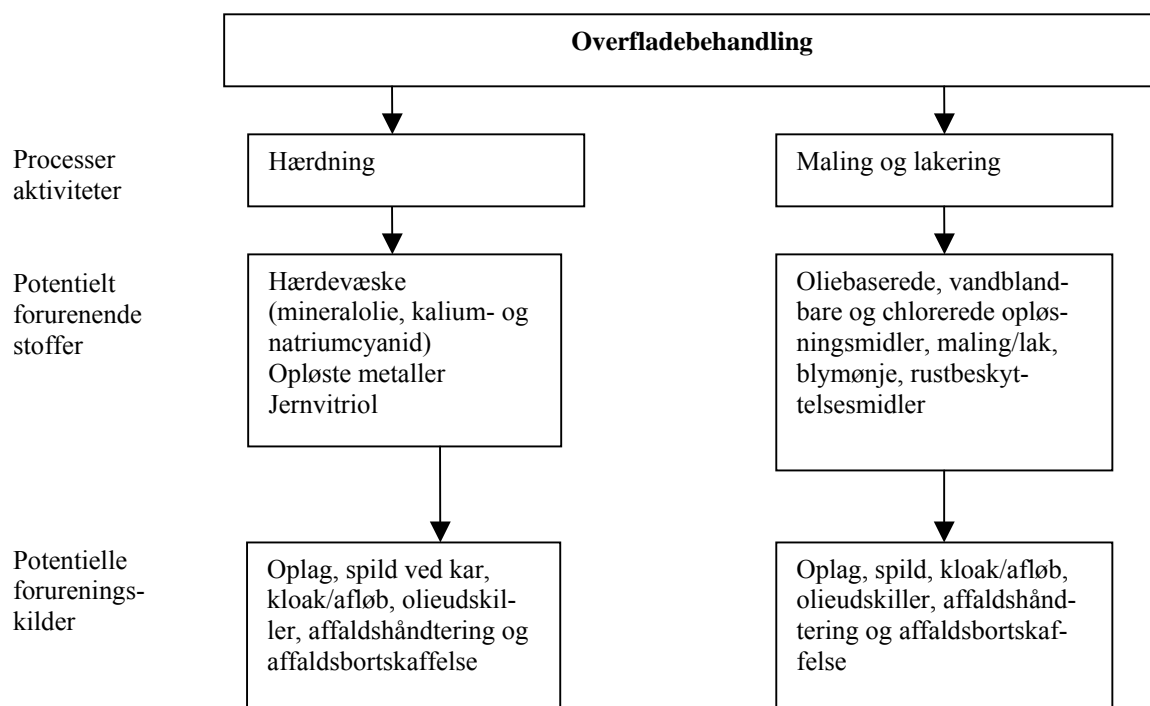 Overfladebehandling
Processer
aktiviteter
Hærdning
Maling og lakering
Potentielt
forurenende
stoffer
Hærdevæske
(mineralolie, kalium- og
natriumcyanid)
Opløste metaller
Jernvitriol
Oliebaserede, vandbland-
bare og chlorerede opløs-
ningsmidler, maling/lak,
blymønje, rustbeskyt-
telsesmidler
Potentielle
forurenings-
kilder
Oplag, spild ved kar,
kloak/afløb, olieudskil-
ler, affaldshåndtering og
affaldsbortskaffelse
Oplag, spild, kloak/afløb,
olieudskiller, affaldshånd-
tering og affaldsbortskaf-
felse